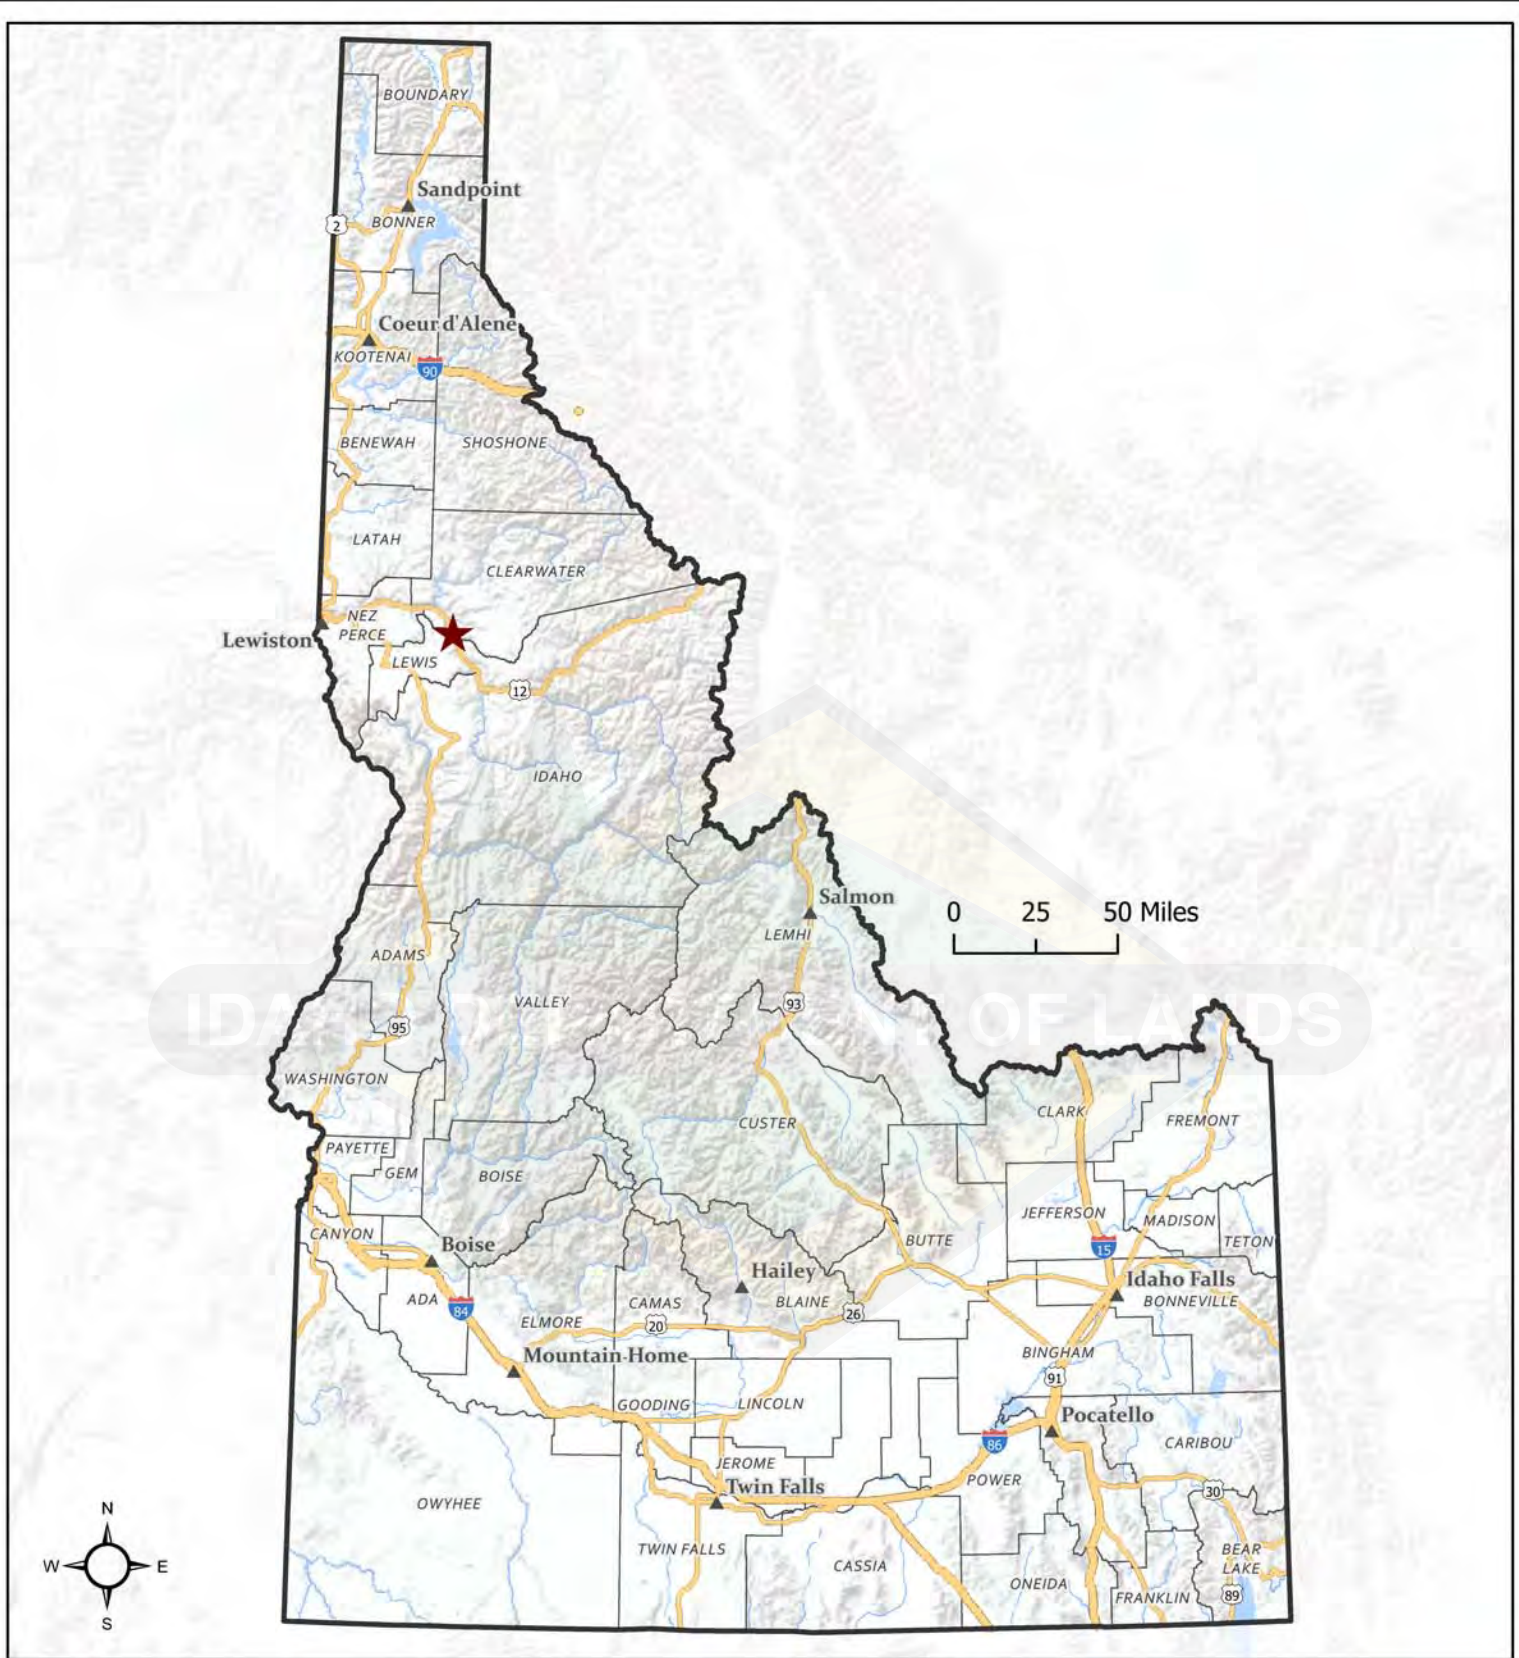 BOUNDARY
Sandpoint
2
BONNER
Coeur d'Alene
KOOTENAI
90
BENEWAH
SHOSHONE
LATAH
CLEARWATER
NEZ
PERCE
Lewiston
LEWIS
12
IDAHO
Salmon
0 25 50 Miles
LEMHI
ADAMS
VALLEY
93
IDAHO DEPARTMENT OF LANDS
95
WASHINGTON
CUSTER
CLARK
FREMONT
PAYETTE
GEM
BOISE
JEFFERSON
MADISON
CANYON
Boise
BUTTE
15
TETON
Hailey
Idaho Falls
ADA
84
CAMAS
BLAINE
BONNEVILLE
26
ELMORE
20
Mountain Home
BINGHAM
91
GOODING
LINCOLN
Pocatello
86
CARIBOU
JEROME
POWER
Twin Falls
30
OWYHEE
N
W E
S
TWIN FALLS
CASSIA
BEAR
LAKE
ONEIDA
FRANKLIN
89